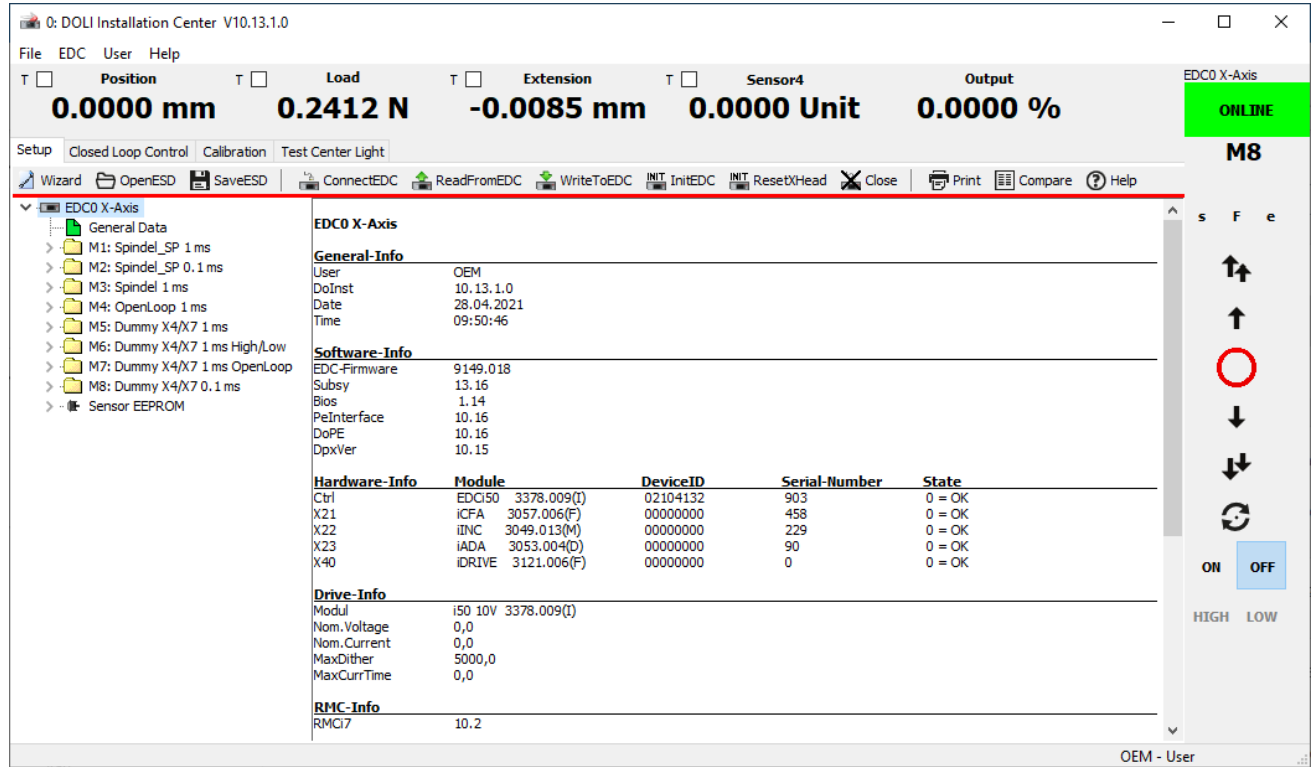 0: DOLI Installation Center V10.13.1.0
File EDC User Help
T Position T Load T Extension T Sensor4 Output EDC0 X-Axis
0.0000 mm 0.2412 N -0.0085 mm 0.0000 Unit 0.0000 % ONLINE
Setup Closed Loop Control Calibration Test Center Light M8
Wizard OpenESD SaveESD ConnectEDC ReadFromEDC WriteToEDC INIT InitEDC INIT ResetXHead Close Print Compare Help
EDC0 X-Axis
General Data
M1: Spindel_SP 1 ms
M2: Spindel_SP 0.1 ms
M3: Spindel 1 ms
M4: OpenLoop 1 ms
M5: Dummy X4/X7 1 ms
M6: Dummy X4/X7 1 ms High/Low
M7: Dummy X4/X7 1 ms OpenLoop
M8: Dummy X4/X7 0.1 ms
Sensor EEPROM
EDC0 X-Axis
General-Info
User OEM
DoInst 10.13.1.0
Date 28.04.2021
Time 09:50:46
Software-Info
EDC-Firmware 9149.018
Subsy 13.16
Bios 1.14
PeInterface 10.16
DoPE 10.16
DpxVer 10.15
Hardware-Info Module DeviceID Serial-Number State
Ctrl EDCi50 3378.009(I) 02104132 903 0 = OK
X21 iCFA 3057.006(F) 00000000 458 0 = OK
X22 iINC 3049.013(M) 00000000 229 0 = OK
X23 iADA 3053.004(D) 00000000 90 0 = OK
X40 iDRIVE 3121.006(F) 00000000 0 0 = OK
Drive-Info
Modul i50 10V 3378.009(I)
Nom.Voltage 0,0
Nom.Current 0,0
MaxDither 5000,0
MaxCurrTime 0,0
RMC-Info
RMCi7 10.2
s F e
ON OFF
HIGH LOW
OEM - User